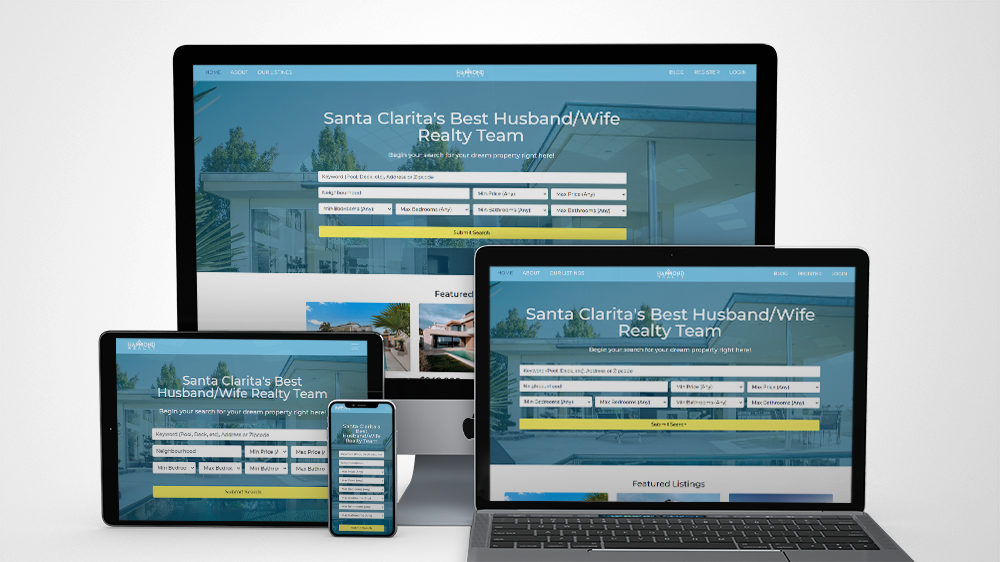 HOME ABOUT OUR LISTINGS
BLOG REGISTER LOGIN
Santa Clarita's Best Husband/Wife
Realty Team
Begin your search for your dream property right here!
Keyword (Pool, Deck, etc), Address or Zipcode
Neighbourhood Min Price (Any) Max Price (Any)
Min Bedrooms (Any) Max Bedrooms (Any) Min Bathrooms (Any) Max Bathrooms (Any)
Submit Search
Featured
HOME ABOUT OUR LISTINGS
BLOG REGISTER LOGIN
Santa Clarita's Best Husband/Wife
Realty Team
Begin your search for your dream property right here!
Keyword (Pool, Deck, etc), Address or Zipcode
Neighbourhood Min Price (Any) Max Price (Any)
Min Bedrooms (Any) Max Bedrooms (Any) Min Bathrooms (Any) Max Bathrooms (Any)
Submit Search
Featured Listings
Santa Clarita's Best
Husband/Wife Realty Team
Begin your search for your dream property right here!
Keyword (Pool, Deck, etc), Address or Zipcode
Neighbourhood Min Price (A Max Price (A
Min Bedroo Max Bedroo Min Bathro Max Bathro
Submit Search
Santa Clarita's
Best
Husband/Wife
Realty Team
Submit Search